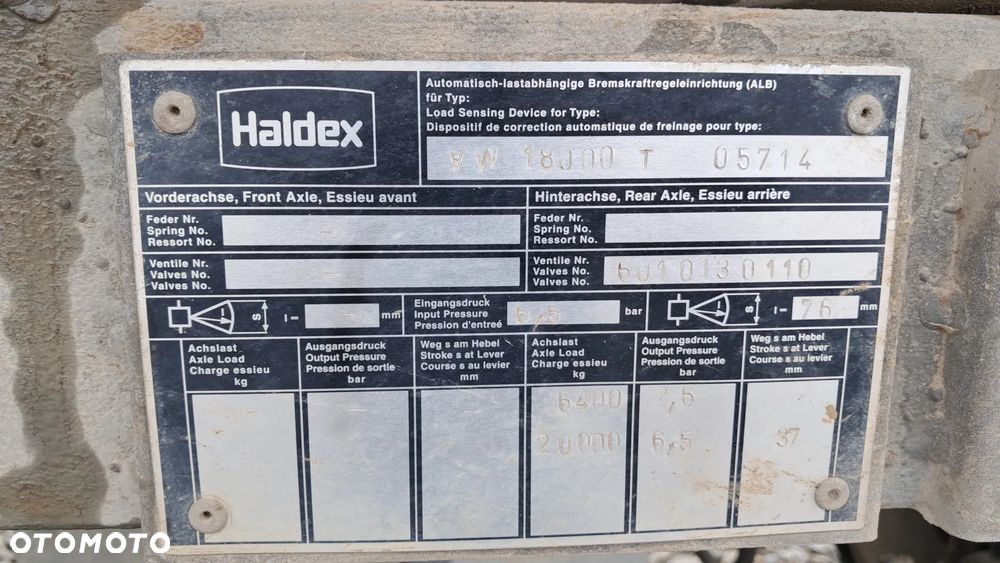 Haldex
Automatisch-lastabhängige Bremskraftregeleinrichtung (ALB)
für Typ:
Load Sensing Device for Type:
Dispositif de correction automatique de freinage pour type:
VW 18000 T 05714
Vorderachse, Front Axle, Essieu avant
Hinterachse, Rear Axle, Essieu arrière
Feder Nr.
Spring No.
Ressort No.
Feder Nr.
Spring No.
Ressort No.
Ventile Nr.
Valves No.
Valves No.
Ventile Nr.
Valves No.
Valves No.
601 013 0 110
s
l=
mm
Eingangsdruck
Input Pressure
Pression d'entreé
6,5
bar
s
l=
76
mm
Achslast
Axle Load
Charge essieu
kg
Ausgangsdruck
Output Pressure
Pression de sortie
bar
Weg s am Hebel
Stroke s at Lever
Course s au levier
mm
Achslast
Axle Load
Charge essieu
kg
Ausgangsdruck
Output Pressure
Pression de sortie
bar
Weg s am Hebel
Stroke s at Lever
Course s au levier
mm
6400 2,6
20000 6,5 37
OTOMOTO